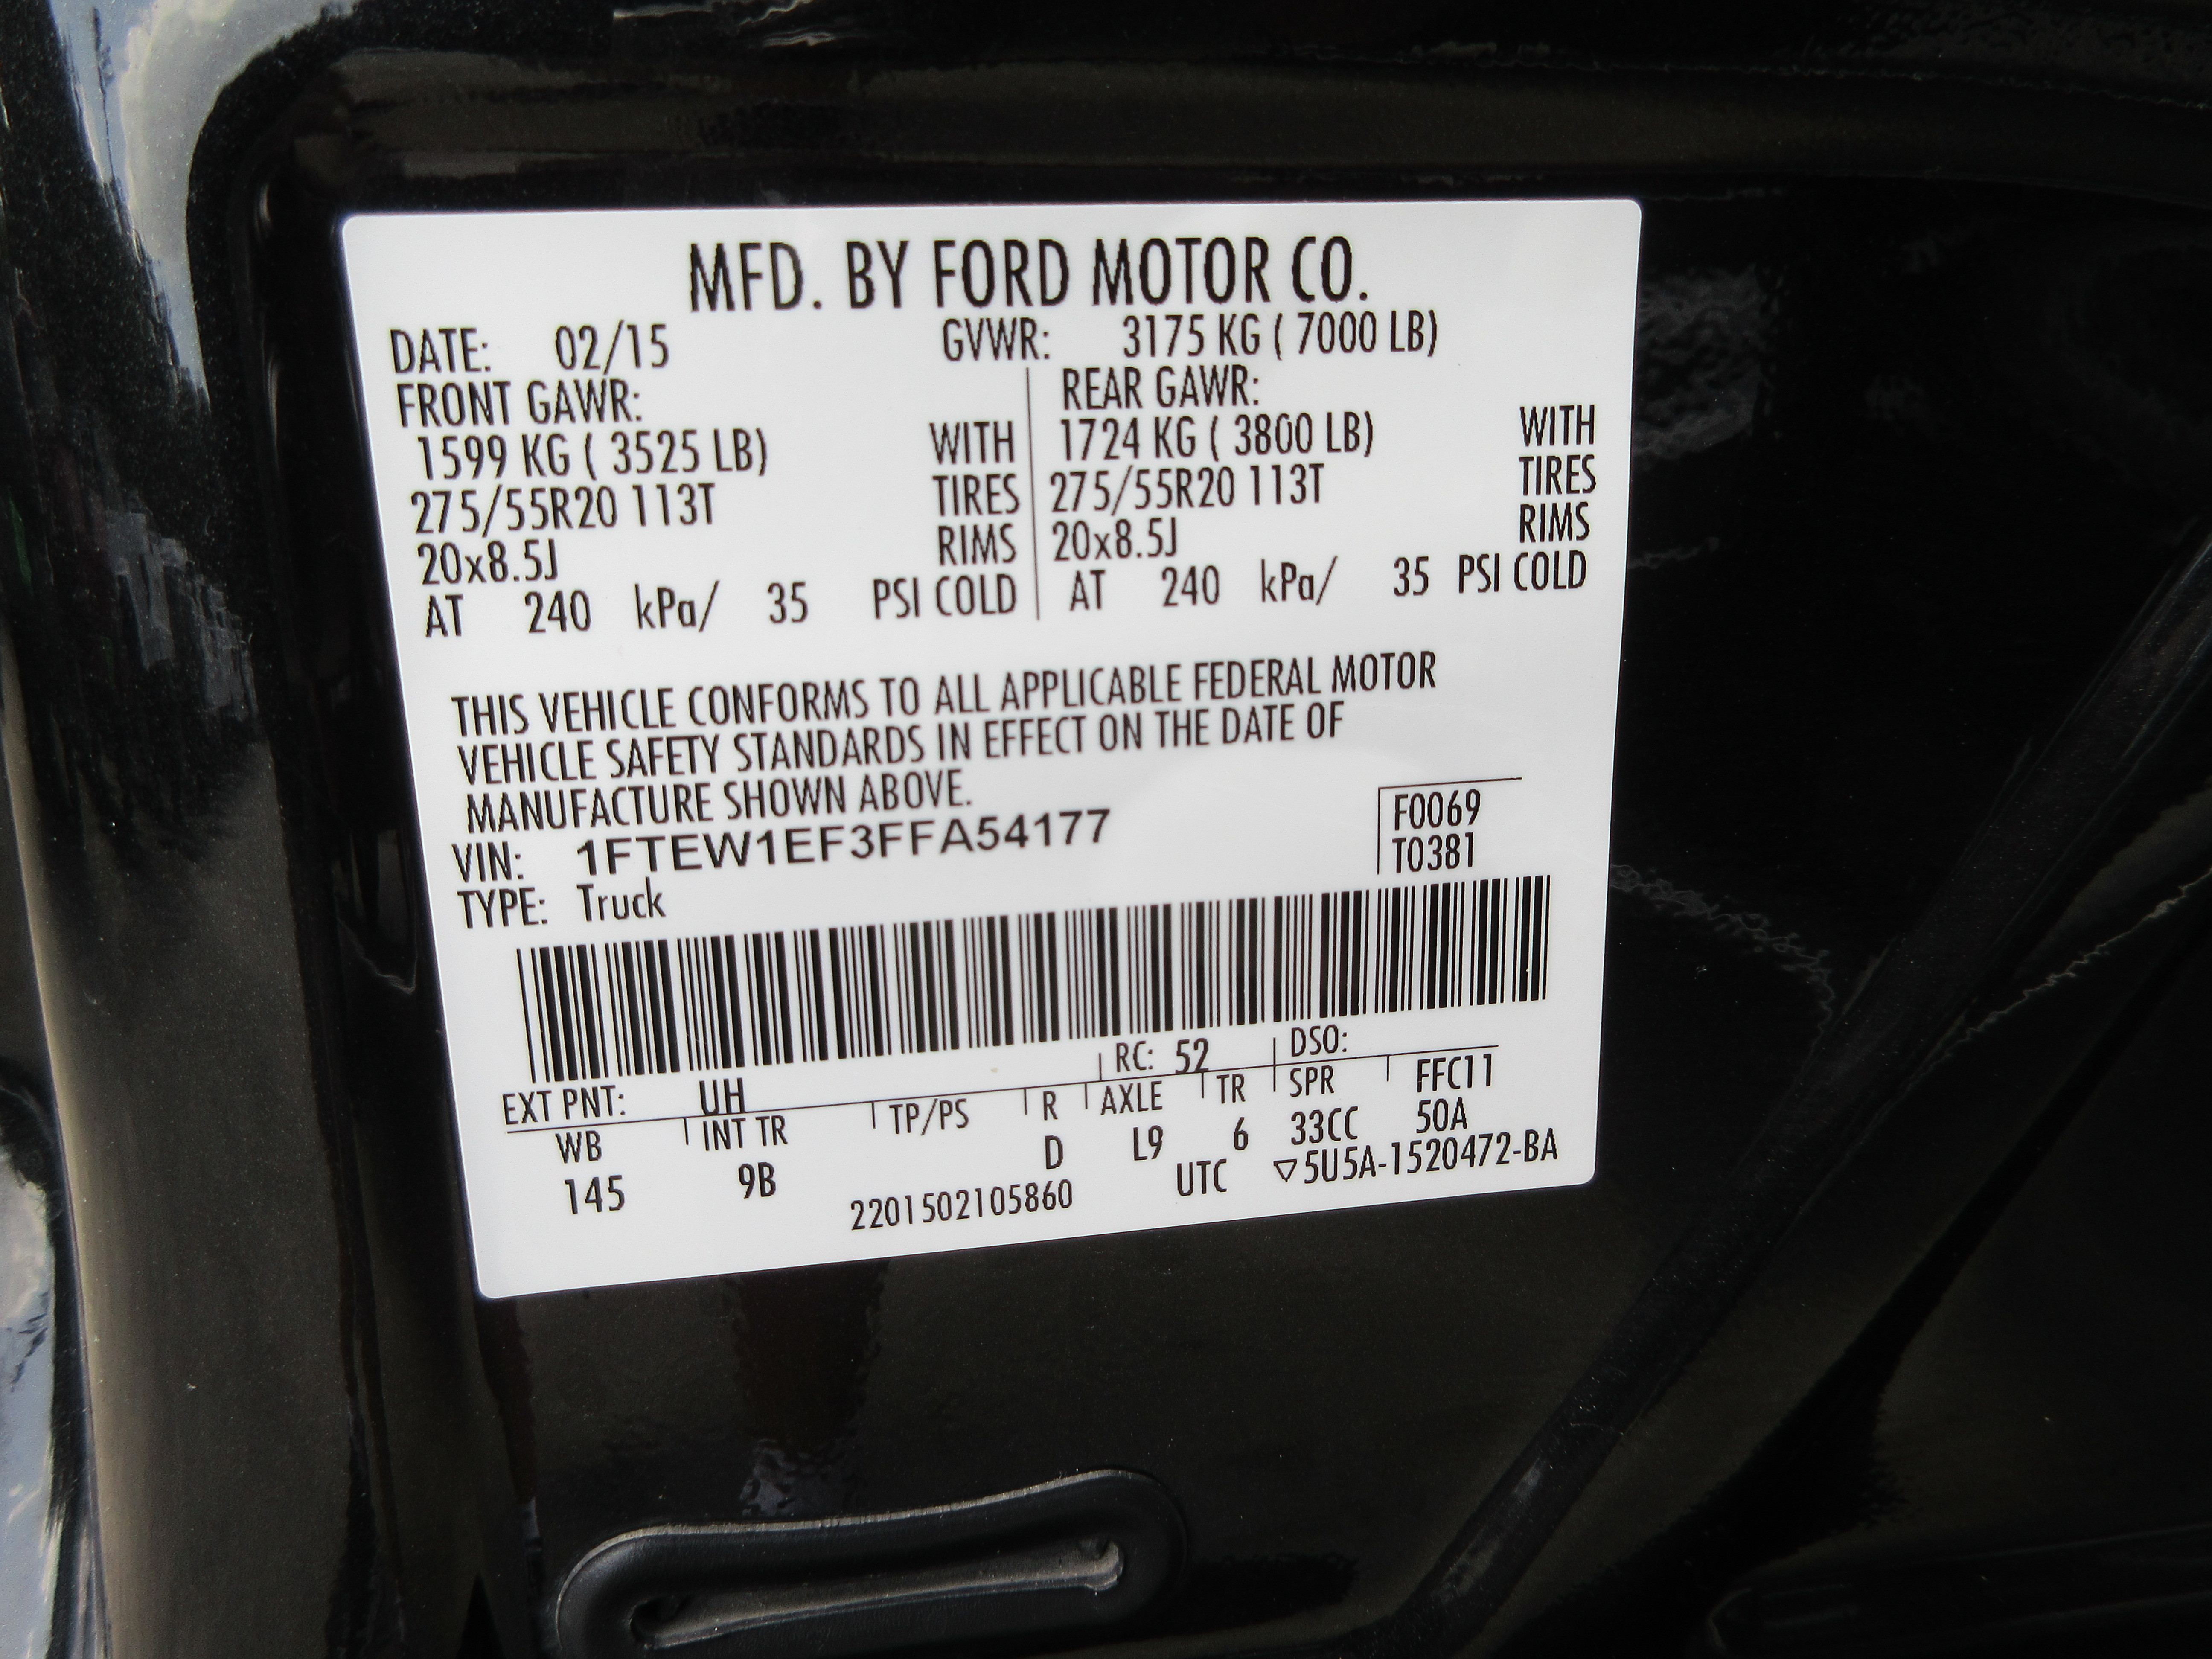 MFD. BY FORD MOTOR CO.
DATE: 02/15 GVWR: 3175 KG ( 7000 LB)
FRONT GAWR: REAR GAWR:
1599 KG ( 3525 LB) WITH 1724 KG ( 3800 LB) WITH
275/55R20 113T TIRES 275/55R20 113T TIRES
20x8.5J RIMS 20x8.5J RIMS
AT 240 kPa/ 35 PSI COLD AT 240 kPa/ 35 PSI COLD
THIS VEHICLE CONFORMS TO ALL APPLICABLE FEDERAL MOTOR
VEHICLE SAFETY STANDARDS IN EFFECT ON THE DATE OF
MANUFACTURE SHOWN ABOVE.
VIN: 1FTEW1EF3FFA54177 F0069
TYPE: Truck T0381
EXT PNT: UH RC: 52 DSO:
WB INT TR TP/PS R AXLE TR SPR FFC11
145 9B D L9 6 33CC 50A
2201502105860 UTC ▽5U5A-1520472-BA